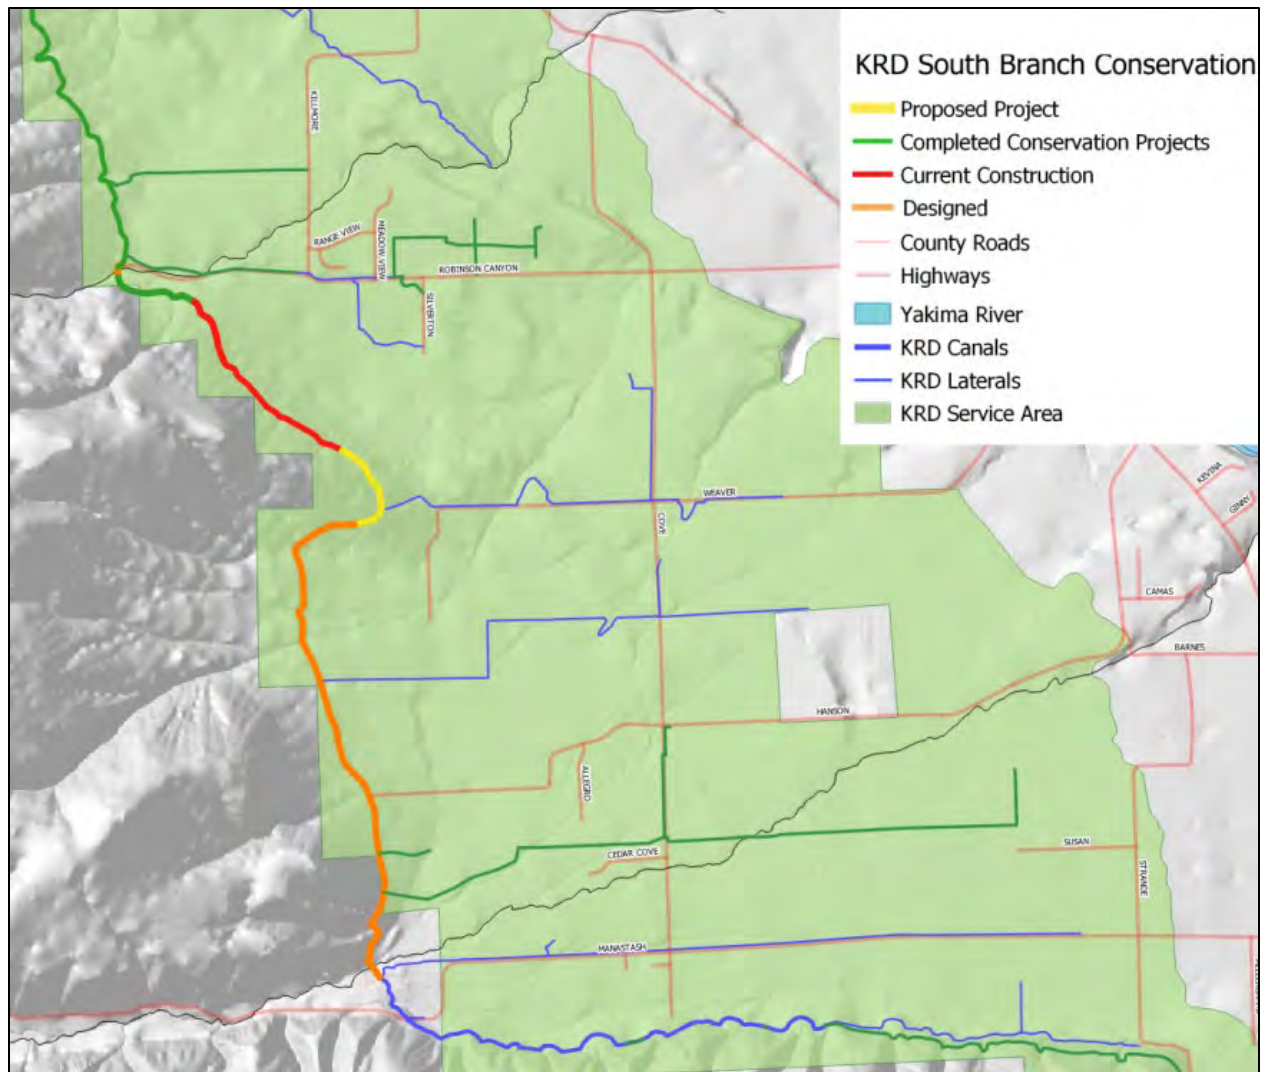 KRD South Branch Conservation
Proposed Project
Completed Conservation Projects
Current Construction
Designed
County Roads
Highways
Yakima River
KRD Canals
KRD Laterals
KRD Service Area
KILLMORE
RANGE VIEW
MEADOW VIEW
ROBINSON CANYON
SILVERTON
WEAVER
COVE
KEVINA
GINNY
CAMAS
BARNES
HANSON
ALLEGRO
CEDAR COVE
SUSAN
STRANDE
MANASTASH